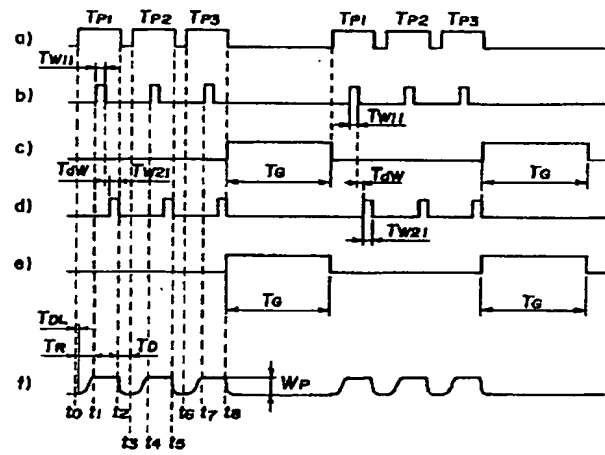 TP1 TP2 TP3 TP1 TP2 TP3
a)
TW11
b)
TW11
c)
TG TG
TdW TW21 TdW
d)
TW21
e)
TG TG
TDL
TR TD
f) WP
t0 t1 t2 t6 t7 t8
t3 t4 t5